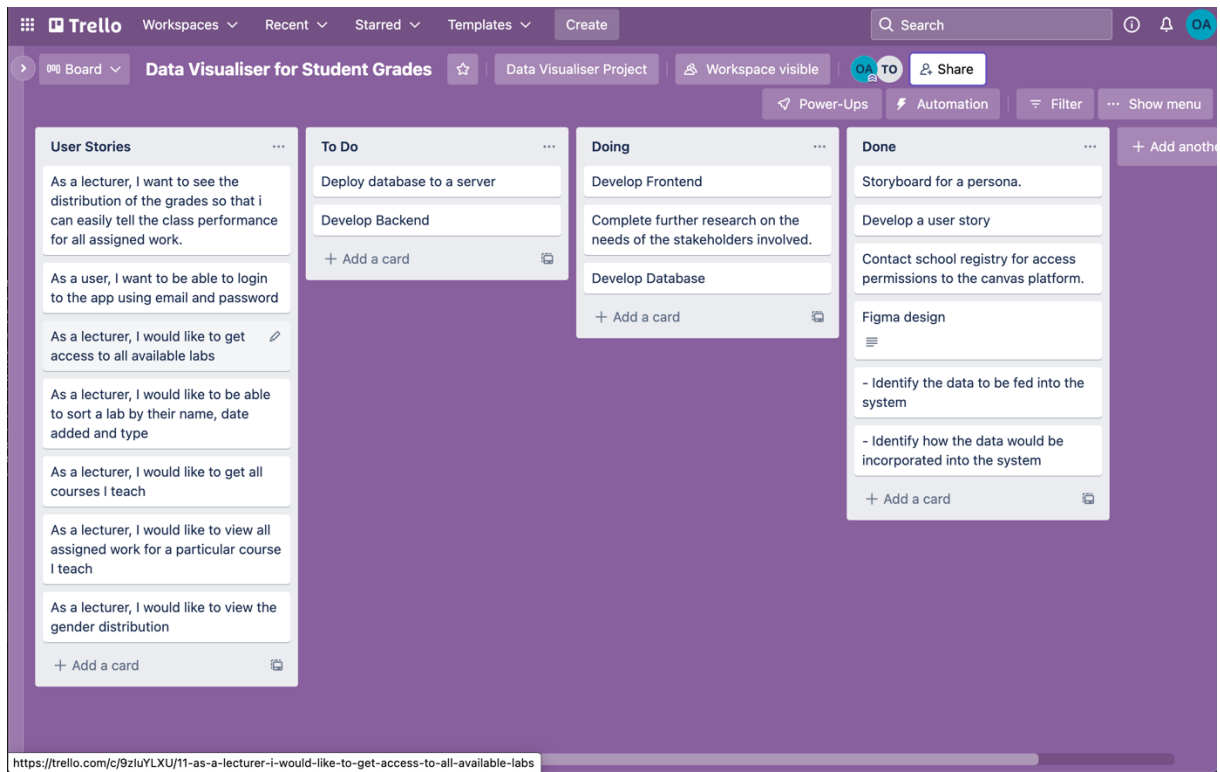 Trello Workspaces Recent Starred Templates Create Search OA
Board Data Visualiser for Student Grades Data Visualiser Project Workspace visible OA TO Share
Power-Ups Automation Filter ... Show menu
User Stories ...
As a lecturer, I want to see the
distribution of the grades so that i
can easily tell the class performance
for all assigned work.
As a user, I want to be able to login
to the app using email and password
As a lecturer, I would like to get
access to all available labs
As a lecturer, I would like to be able
to sort a lab by their name, date
added and type
As a lecturer, I would like to get all
courses I teach
As a lecturer, I would like to view all
assigned work for a particular course
I teach
As a lecturer, I would like to view the
gender distribution
+ Add a card
To Do ...
Deploy database to a server
Develop Backend
+ Add a card
Doing ...
Develop Frontend
Complete further research on the
needs of the stakeholders involved.
Develop Database
+ Add a card
Done ...
Storyboard for a persona.
Develop a user story
Contact school registry for access
permissions to the canvas platform.
Figma design
- Identify the data to be fed into the
system
- Identify how the data would be
incorporated into the system
+ Add a card
+ Add anothe
https://trello.com/c/9zluYLXU/11-as-a-lecturer-i-would-like-to-get-access-to-all-available-labs